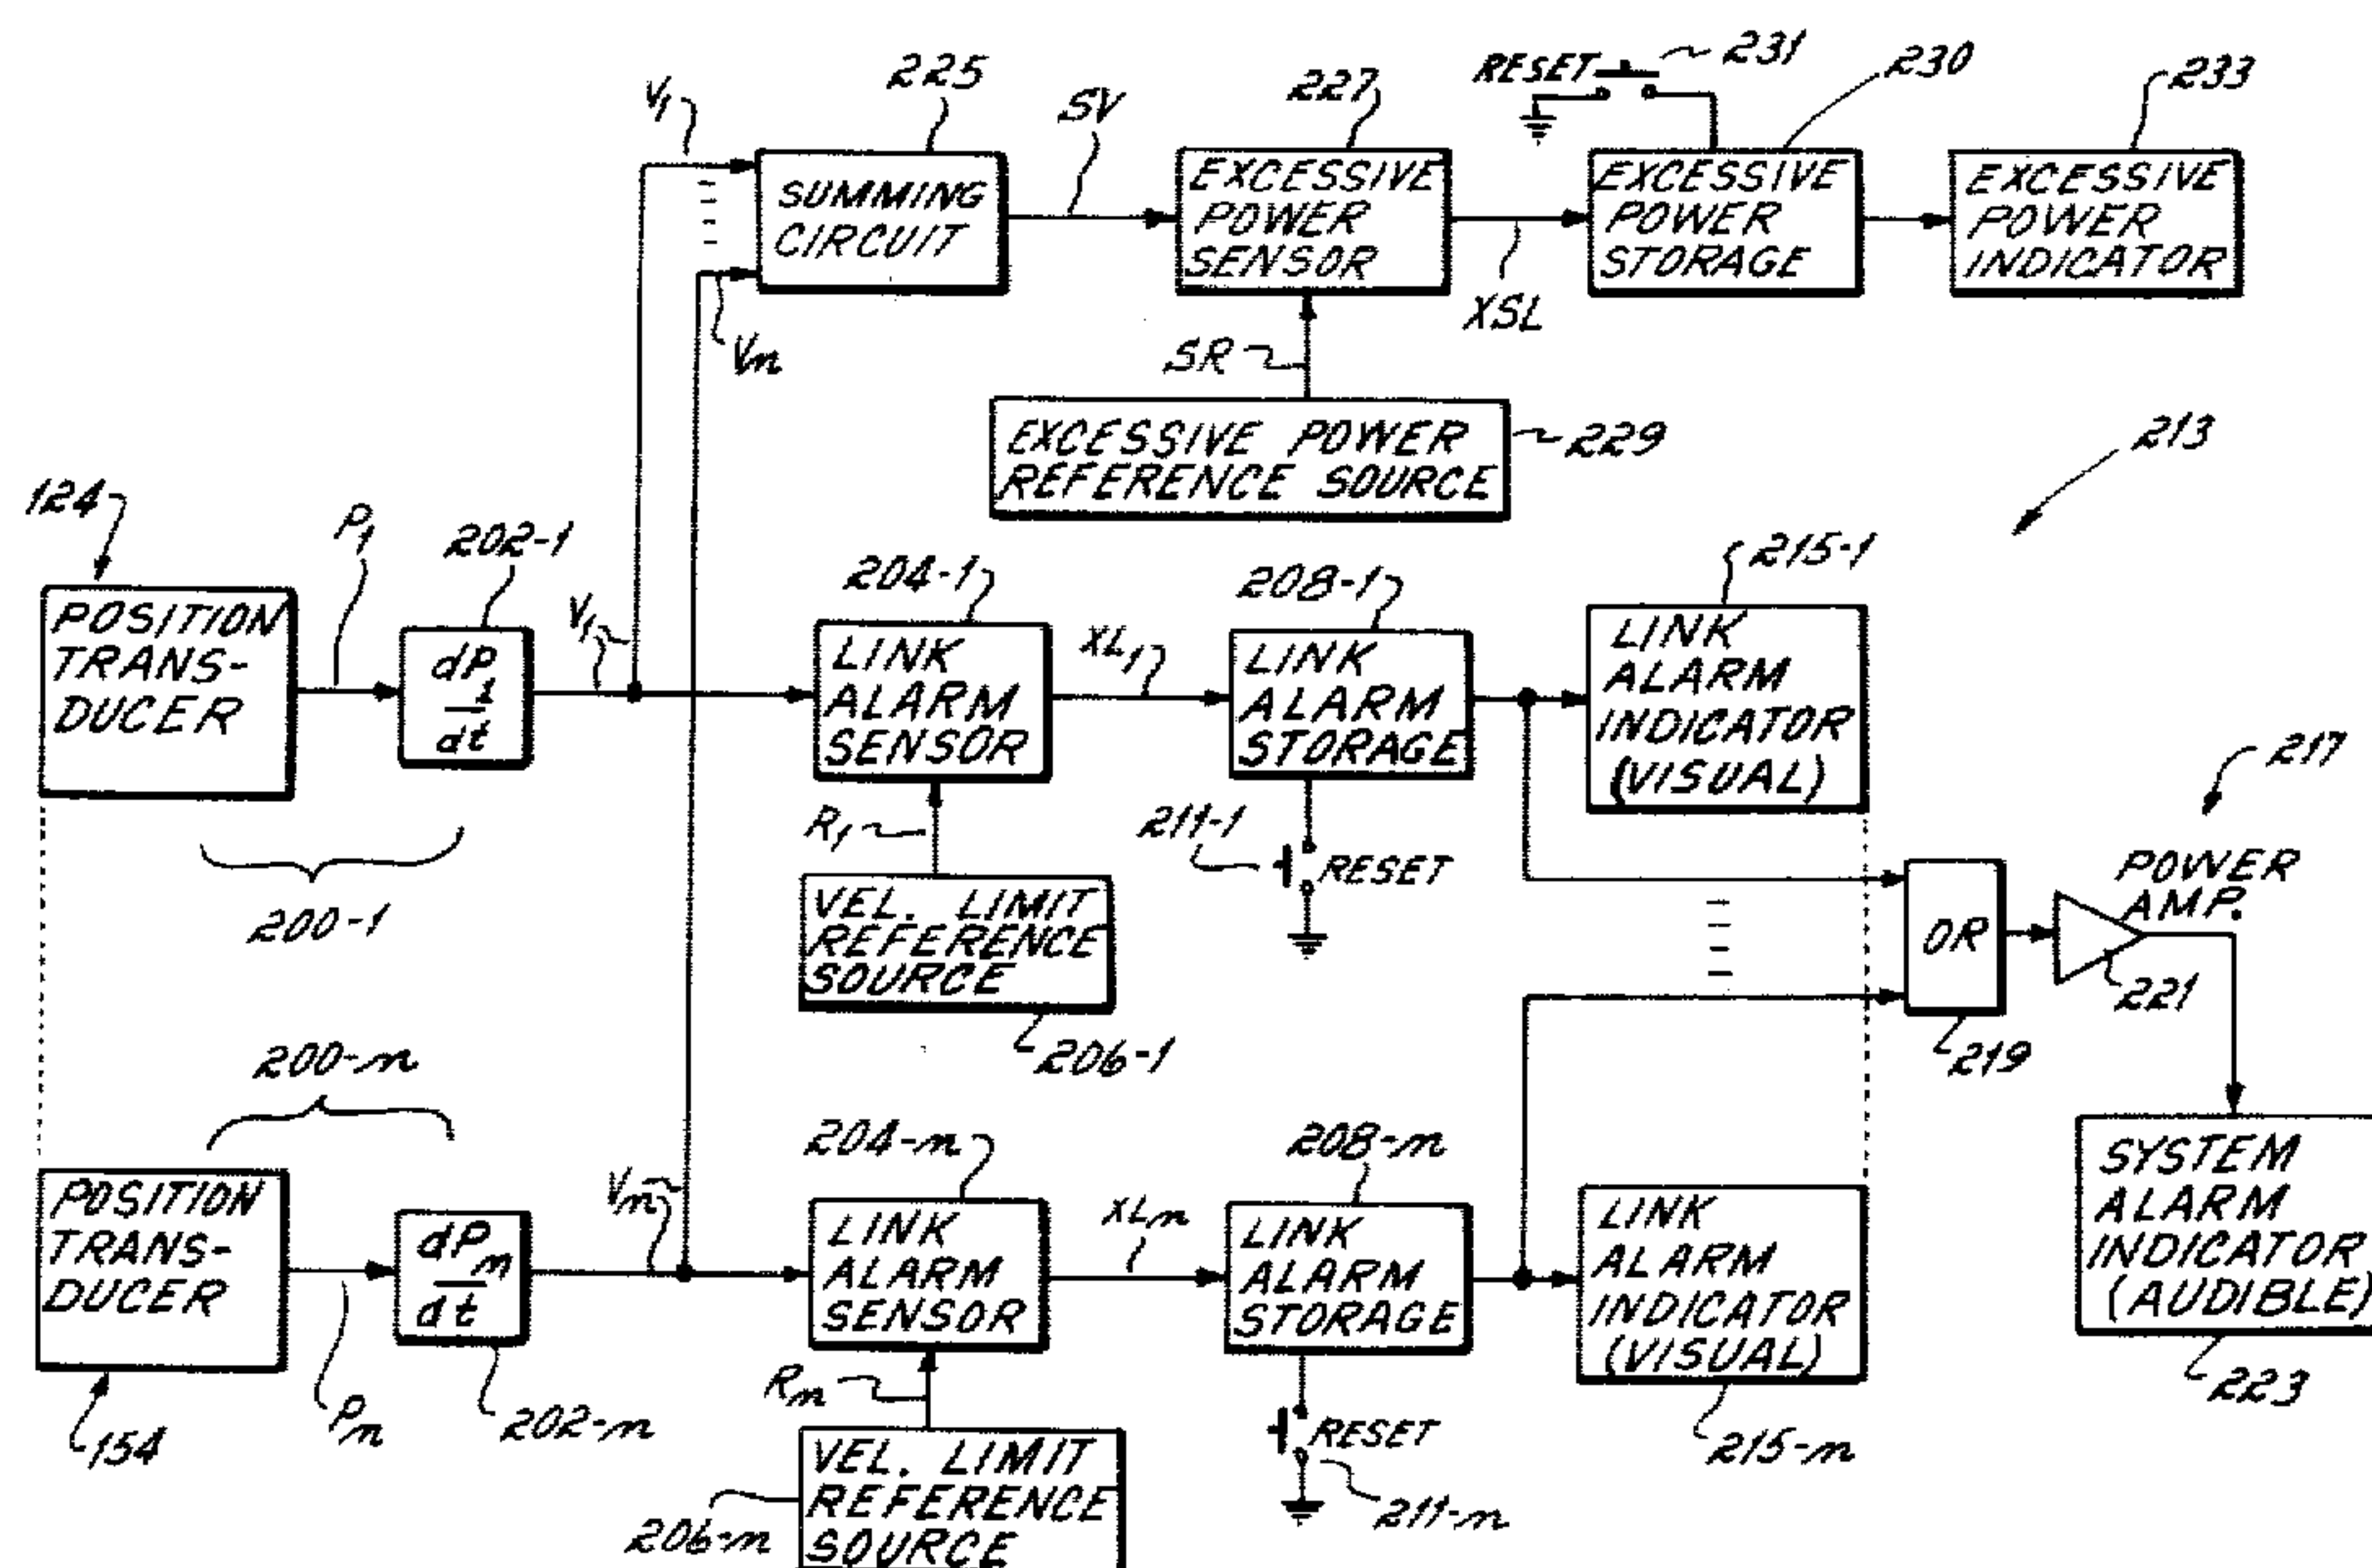 225
V1
SV
227
RESET
231
230
233
SUMMING
CIRCUIT
EXCESSIVE
POWER
SENSOR
EXCESSIVE
POWER
STORAGE
EXCESSIVE
POWER
INDICATOR
Vn
XSL
SR
EXCESSIVE POWER
REFERENCE SOURCE
229
213
124
P1
202-1
V1
204-1
208-1
215-1
POSITION
TRANS-
DUCER
dP1
dt
LINK
ALARM
SENSOR
XL1
LINK
ALARM
STORAGE
LINK
ALARM
INDICATOR
(VISUAL)
217
200-1
R1
211-1
RESET
VEL. LIMIT
REFERENCE
SOURCE
206-1
OR
POWER
AMP.
221
219
200-n
204-n
208-n
POSITION
TRANS-
DUCER
dPn
dt
Vn
LINK
ALARM
SENSOR
XLn
LINK
ALARM
STORAGE
LINK
ALARM
INDICATOR
(VISUAL)
SYSTEM
ALARM
INDICATOR
(AUDIBLE)
223
154
Pn
202-n
Rn
RESET
211-n
215-n
VEL. LIMIT
REFERENCE
SOURCE
206-n